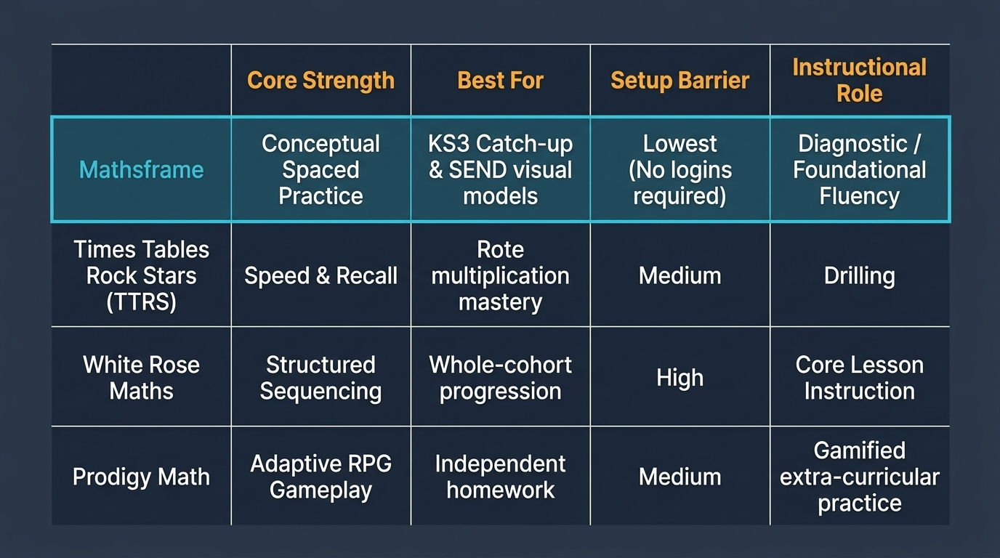 Core Strength
Best For
Setup Barrier
Instructional
Role
Mathsframe
Conceptual
Spaced
Practice
KS3 Catch-up
& SEND visual
models
Lowest
(No logins
required)
Diagnostic /
Foundational
Fluency
Times Tables
Rock Stars
(TTRS)
Speed & Recall
Rote
multiplication
mastery
Medium
Drilling
White Rose
Maths
Structured
Sequencing
Whole-cohort
progression
High
Core Lesson
Instruction
Prodigy Math
Adaptive RPG
Gameplay
Independent
homework
Medium
Gamified
extra-curricular
practice